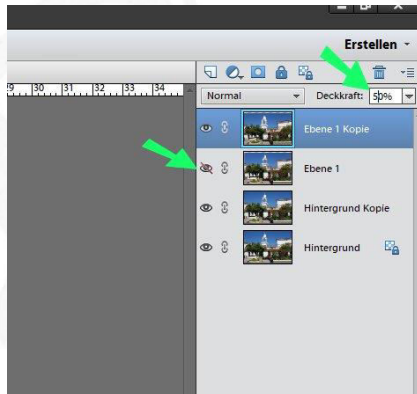 Erstellen
29 30 31 32 33 34
Normal Deckkraft: 50%
Ebene 1 Kopie
Ebene 1
Hintergrund Kopie
Hintergrund